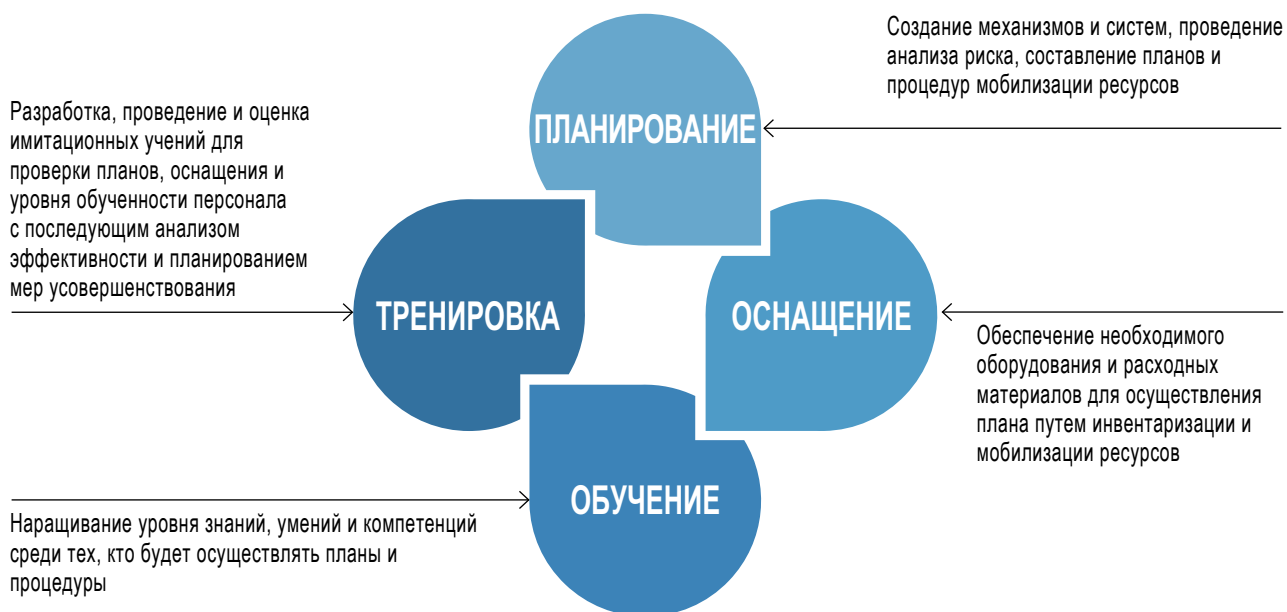 Создание механизмов и систем, проведение
анализа риска, составление планов и
процедур мобилизации ресурсов
Разработка, проведение и оценка
имитационных учений для
проверки планов, оснащения и
уровня обученности персонала
с последующим анализом
эффективности и планированием
мер усовершенствования
ПЛАНИРОВАНИЕ
ТРЕНИРОВКА
ОСНАЩЕНИЕ
Обеспечение необходимого
оборудования и расходных
материалов для осуществления
плана путем инвентаризации и
мобилизации ресурсов
ОБУЧЕНИЕ
Наращивание уровня знаний, умений и компетенций
среди тех, кто будет осуществлять планы и
процедуры